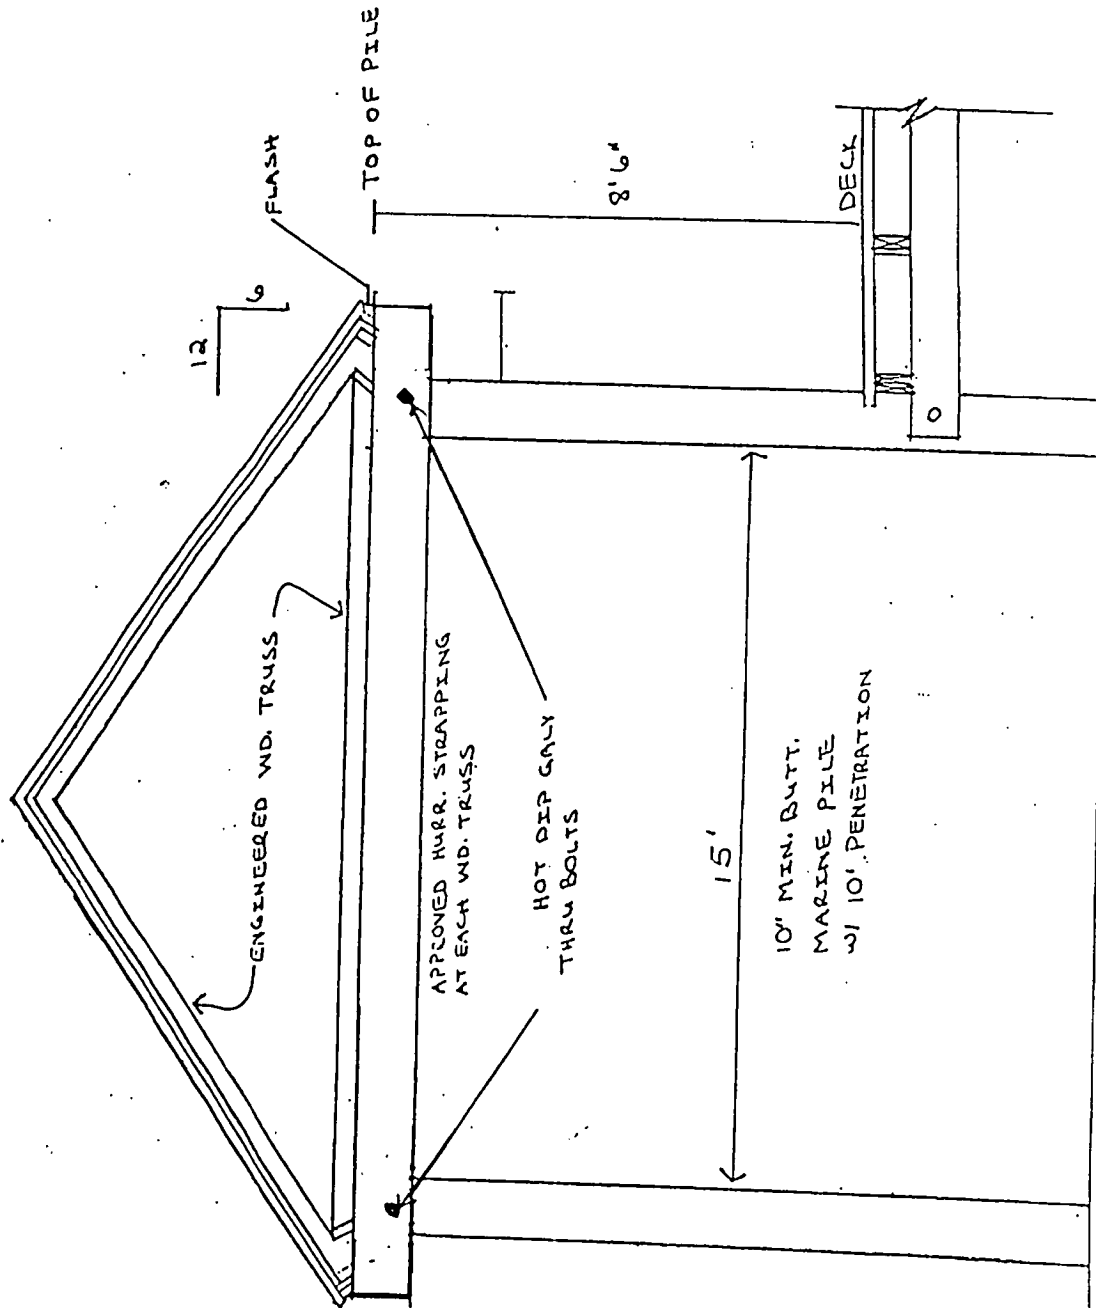 12
6
FLASH
TOP OF PILE
ENGINEERED WD. TRUSS
8'6"
DECK
APPROVED HURR. STRAPPING
AT EACH WD. TRUSS
HOT DIP GALV
THRU BOLTS
15'
10" MIN. BUTT.
MARINE PILE
W/ 10' PENETRATION